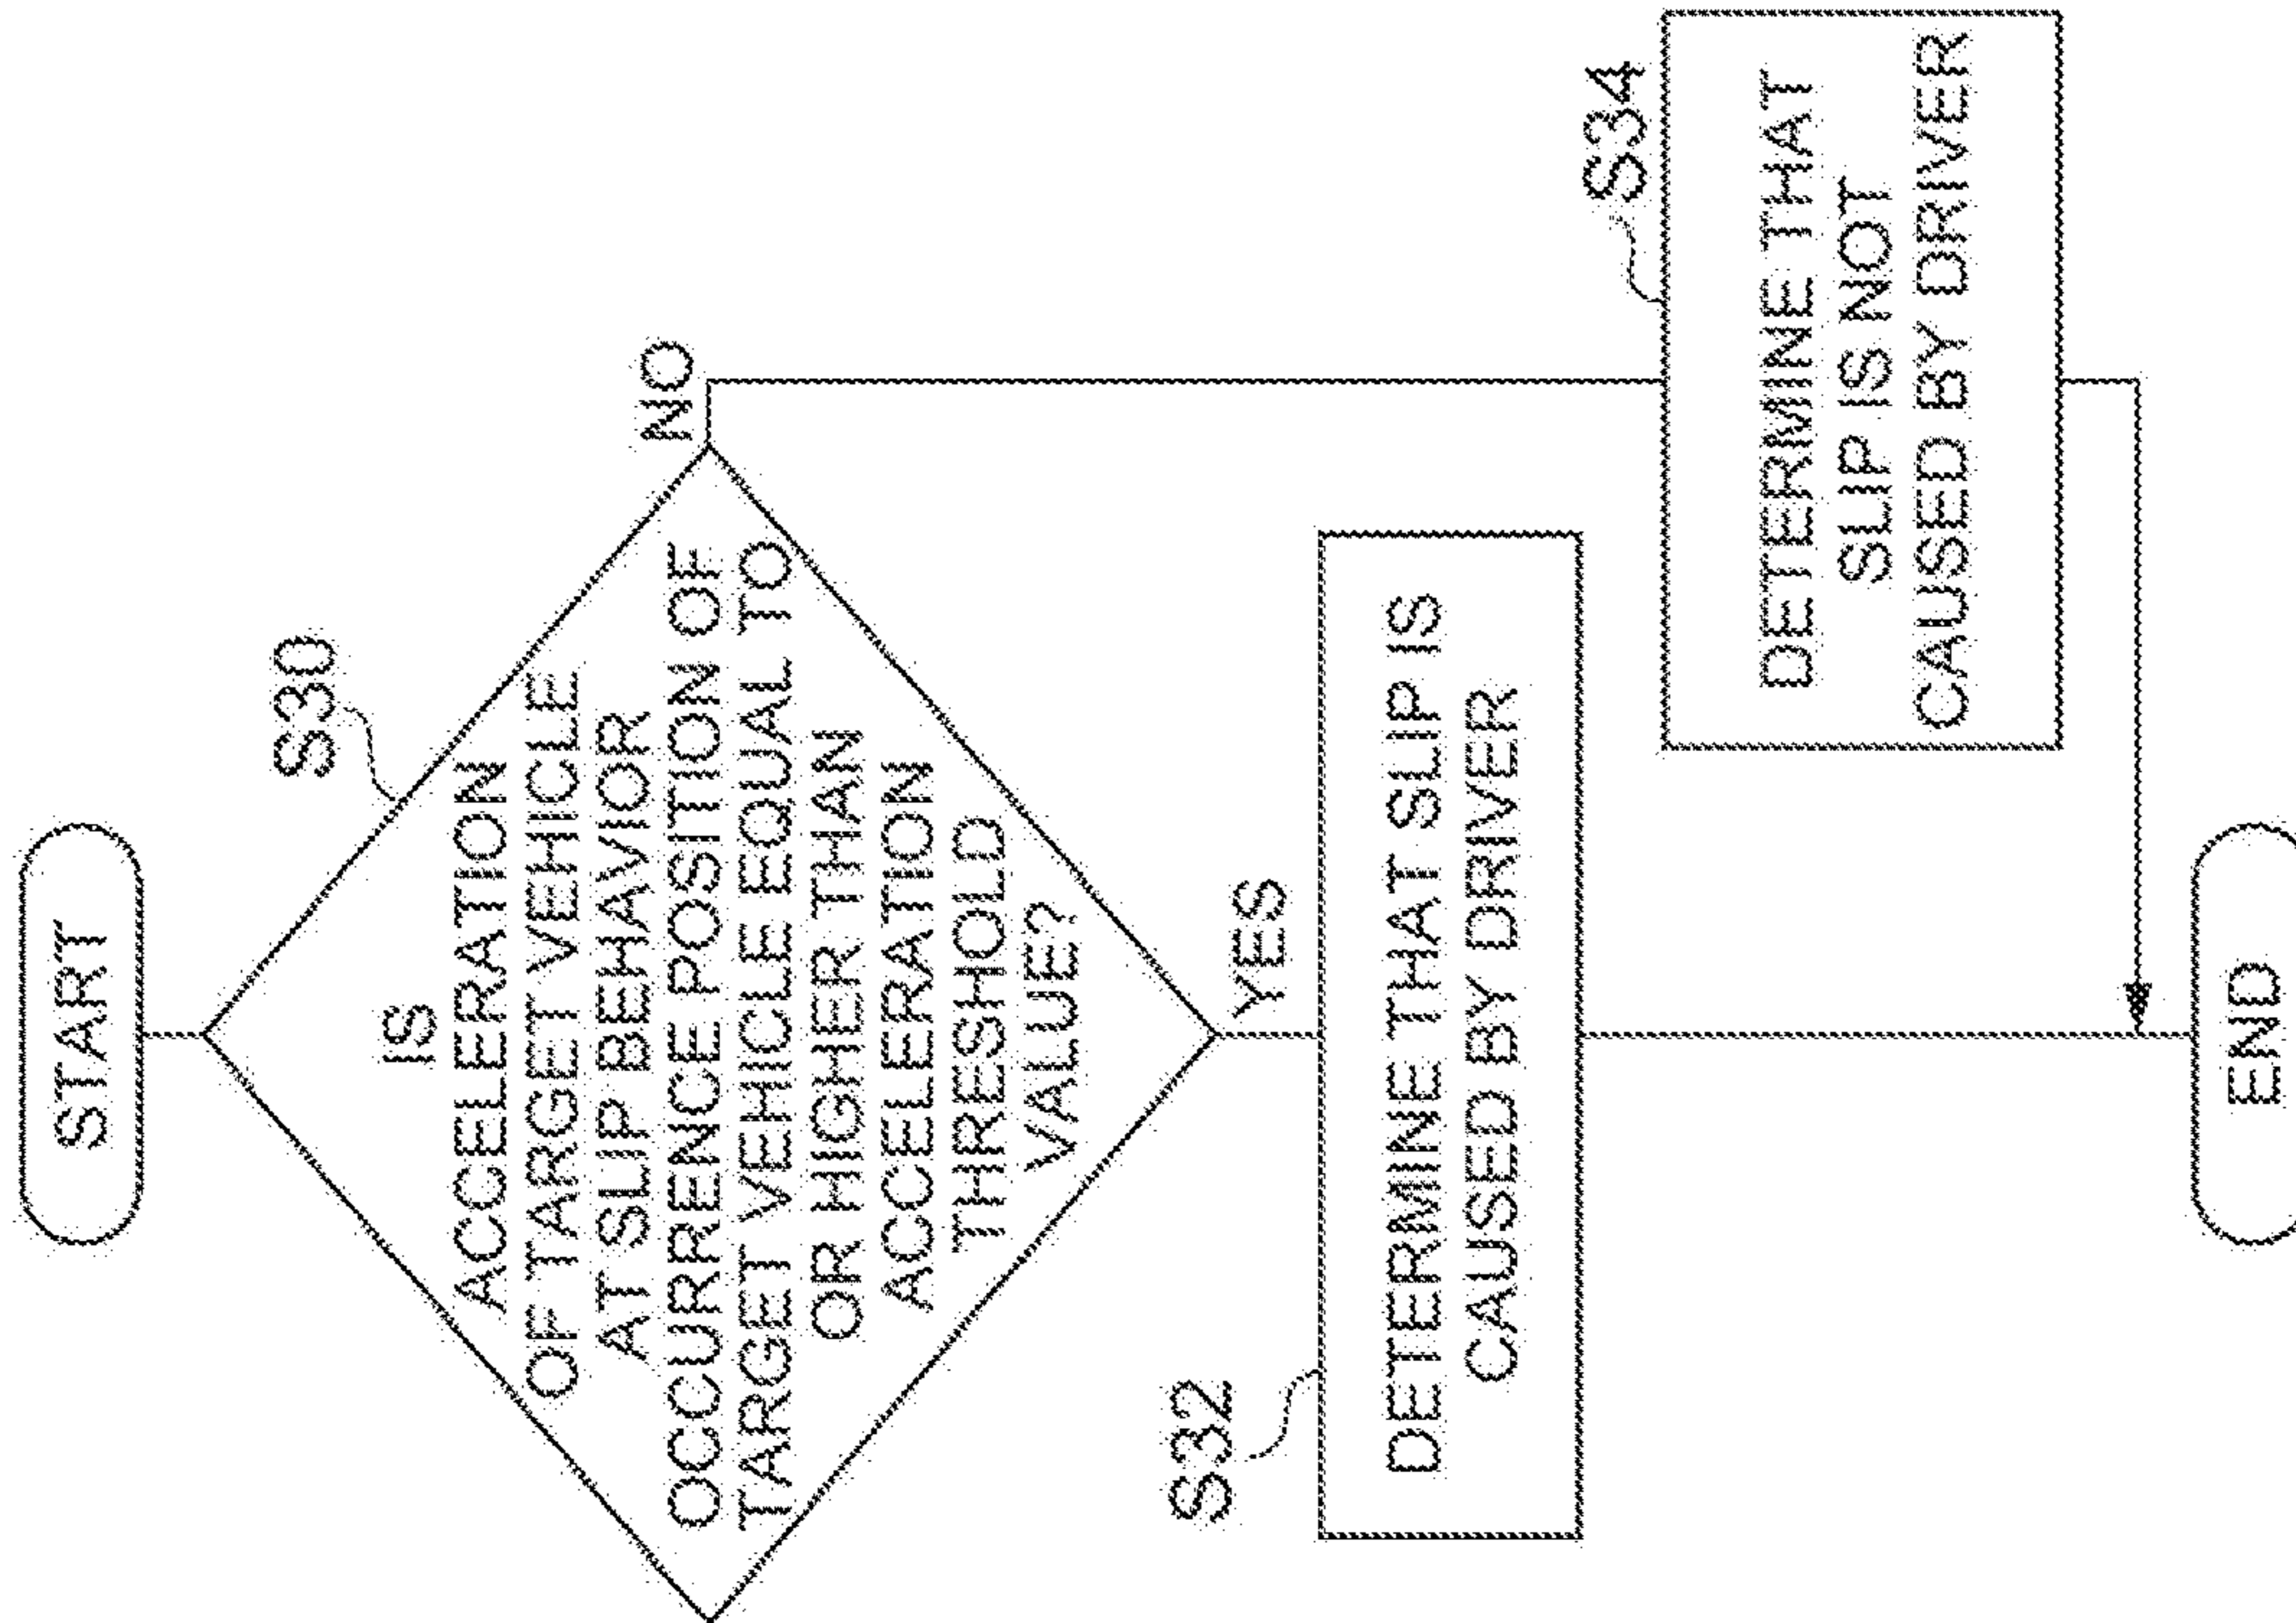 START
S30
IS
ACCELERATION
OF TARGET VEHICLE
AT SLIP BEHAVIOR
OCCURRENCE POSITION OF
TARGET VEHICLE EQUAL TO
OR HIGHER THAN
ACCELERATION
THRESHOLD
VALUE?
NO
YES
S32
DETERMINE THAT SLIP IS
CAUSED BY DRIVER
S34
DETERMINE THAT
SLIP IS NOT
CAUSED BY DRIVER
END